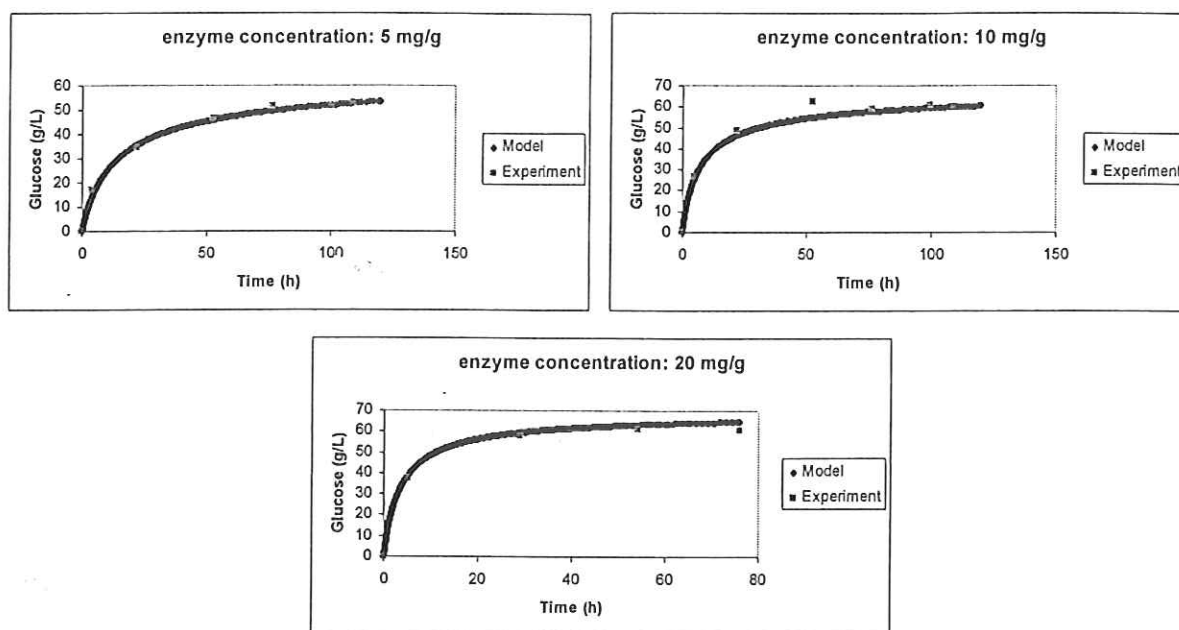 enzyme concentration: 5 mg/g
Glucose (g/L)
60
50
40
30
20
10
0
0 50 100 150
Time (h)
Model
Experiment
enzyme concentration: 10 mg/g
Glucose (g/L)
70
60
50
40
30
20
10
0
0 50 100 150
Time (h)
Model
Experiment
enzyme concentration: 20 mg/g
Glucose (g/L)
70
60
50
40
30
20
10
0
0 20 40 60 80
Time (h)
Model
Experiment